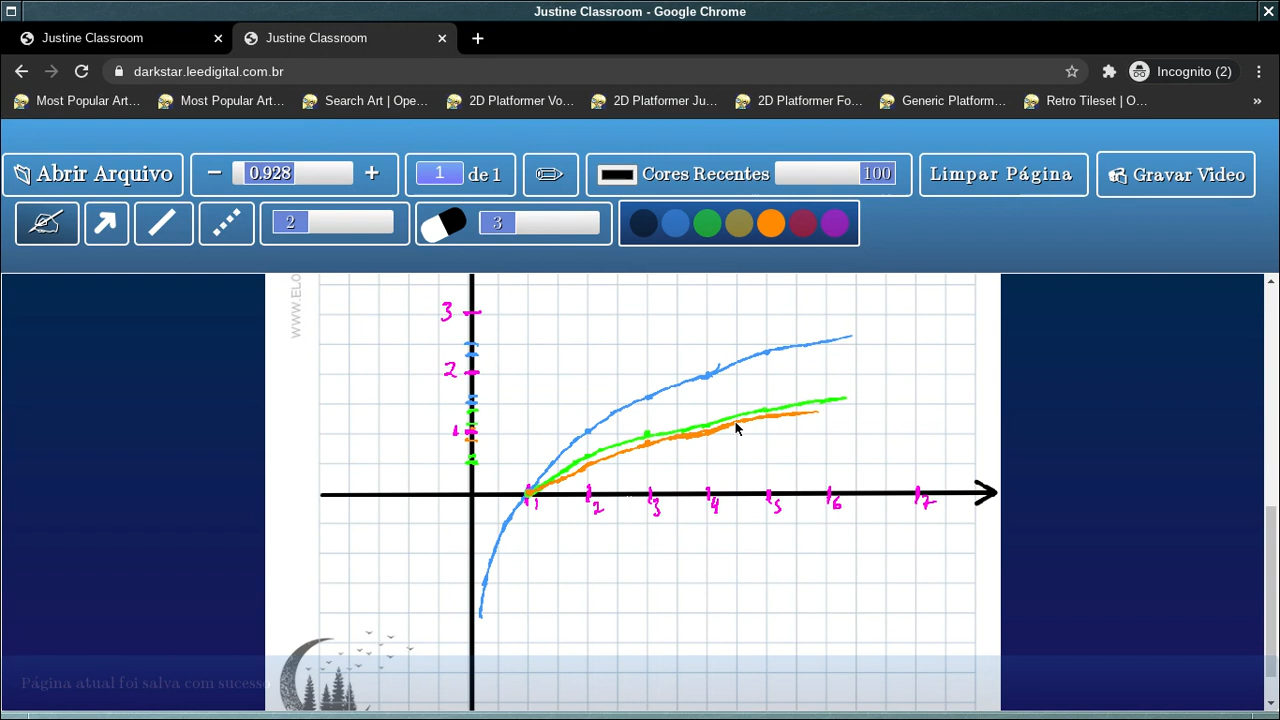 Justine Classroom - Google Chrome
Justine Classroom
Justine Classroom
darkstar.leedigital.com.br
Incognito (2)
Most Popular Art…
Most Popular Art…
Search Art | Ope…
2D Platformer Vo…
2D Platformer Ju…
2D Platformer Fo…
Generic Platform…
Retro Tileset | O…
Abrir Arquivo
0.928
1 de 1
Cores Recentes
100
Limpar Página
Gravar Video
2
3
3
2
1
1 2 3 4 5 6 7
Página atual foi salva com sucesso